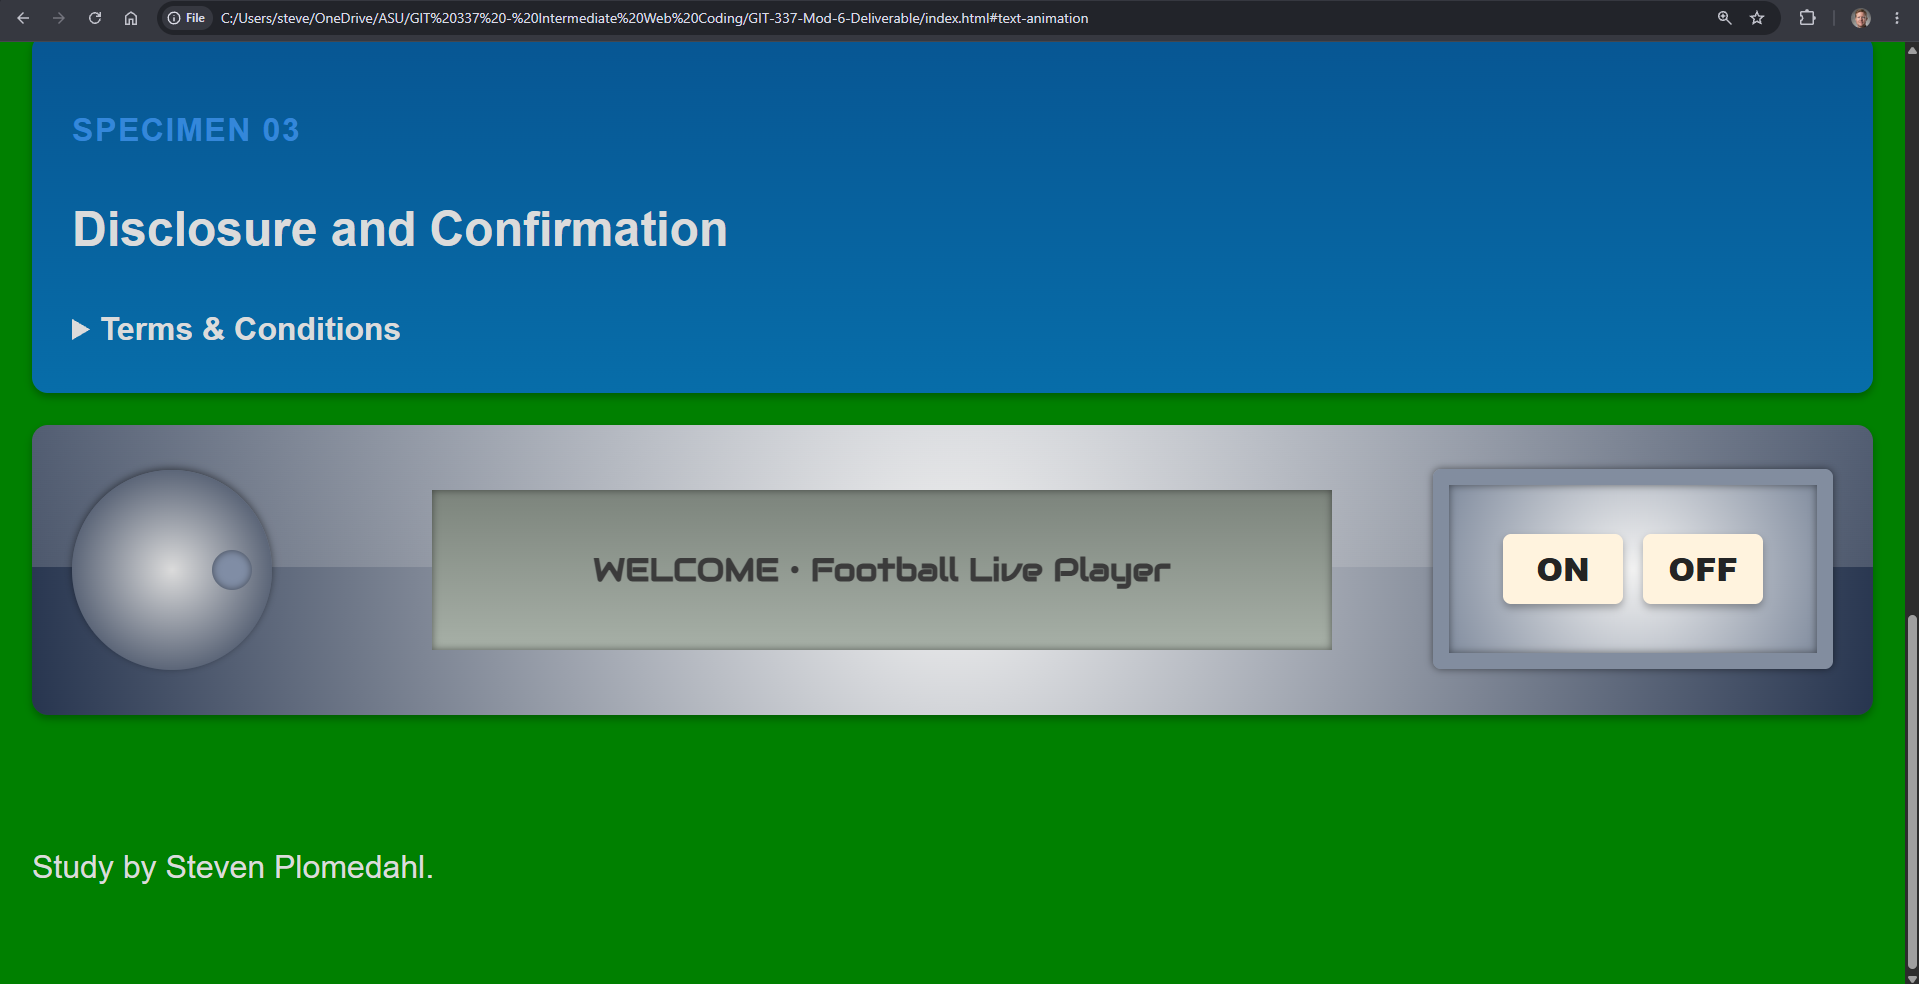 File
C:/Users/steve/OneDrive/ASU/GIT%20337%20-%20Intermediate%20Web%20Coding/GIT-337-Mod-6-Deliverable/index.html#text-animation
SPECIMEN 03
Disclosure and Confirmation
Terms & Conditions
WELCOME • Football Live Player
ON
OFF
Study by Steven Plomedahl.